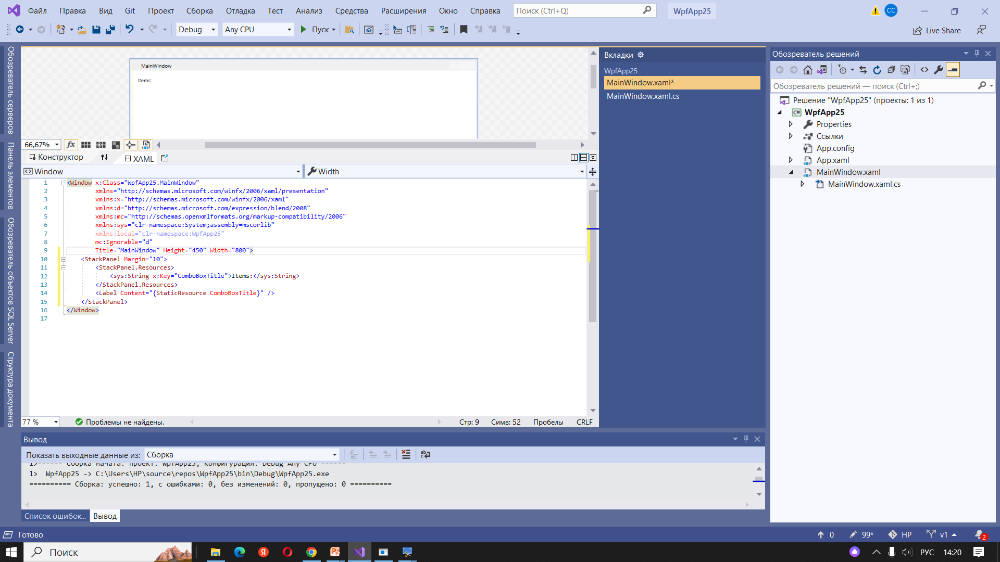 Файл Правка Вид Git Проект Сборка Отладка Тест Анализ Средства Расширения Окно Справка Поиск (Ctrl+Q) WpfApp25 CC
Debug Any CPU Пуск Live Share
Обозреватель серверов
Панель элементов
Обозреватель объектов SQL Server
Структура документа
MainWindow
Items:
66,67%
Конструктор XAML
Window Width
1 <Window x:Class="WpfApp25.MainWindow"
2 xmlns="http://schemas.microsoft.com/winfx/2006/xaml/presentation"
3 xmlns:x="http://schemas.microsoft.com/winfx/2006/xaml"
4 xmlns:d="http://schemas.microsoft.com/expression/blend/2008"
5 xmlns:mc="http://schemas.openxmlformats.org/markup-compatibility/2006"
6 xmlns:sys="clr-namespace:System;assembly=mscorlib"
7 xmlns:local="clr-namespace:WpfApp25"
8 mc:Ignorable="d"
9 Title="MainWindow" Height="450" Width="800">
10 <StackPanel Margin="10">
11 <StackPanel.Resources>
12 <sys:String x:Key="ComboBoxTitle">Items:</sys:String>
13 </StackPanel.Resources>
14 <Label Content="{StaticResource ComboBoxTitle}" />
15 </StackPanel>
16 </Window>
17
77 % Проблемы не найдены. Стр: 9 Симв: 52 Пробелы CRLF
Вкладки
WpfApp25
MainWindow.xaml*
MainWindow.xaml.cs
Обозреватель решений
Обозреватель решений — поиск (Ctrl+;)
Решение "WpfApp25" (проекты: 1 из 1)
WpfApp25
Properties
Ссылки
App.config
App.xaml
MainWindow.xaml
MainWindow.xaml.cs
Вывод
Показать выходные данные из: Сборка
1>------ Сборка начата: проект: WpfApp25, Конфигурация: Debug Any CPU ------
1>  WpfApp25 -> C:\Users\HP\source\repos\WpfApp25\bin\Debug\WpfApp25.exe
========== Сборка: успешно: 1, с ошибками: 0, без изменений: 0, пропущено: 0 ==========
Список ошибок... Вывод
Готово 0 99* HP v1 2
Поиск РУС 14:20